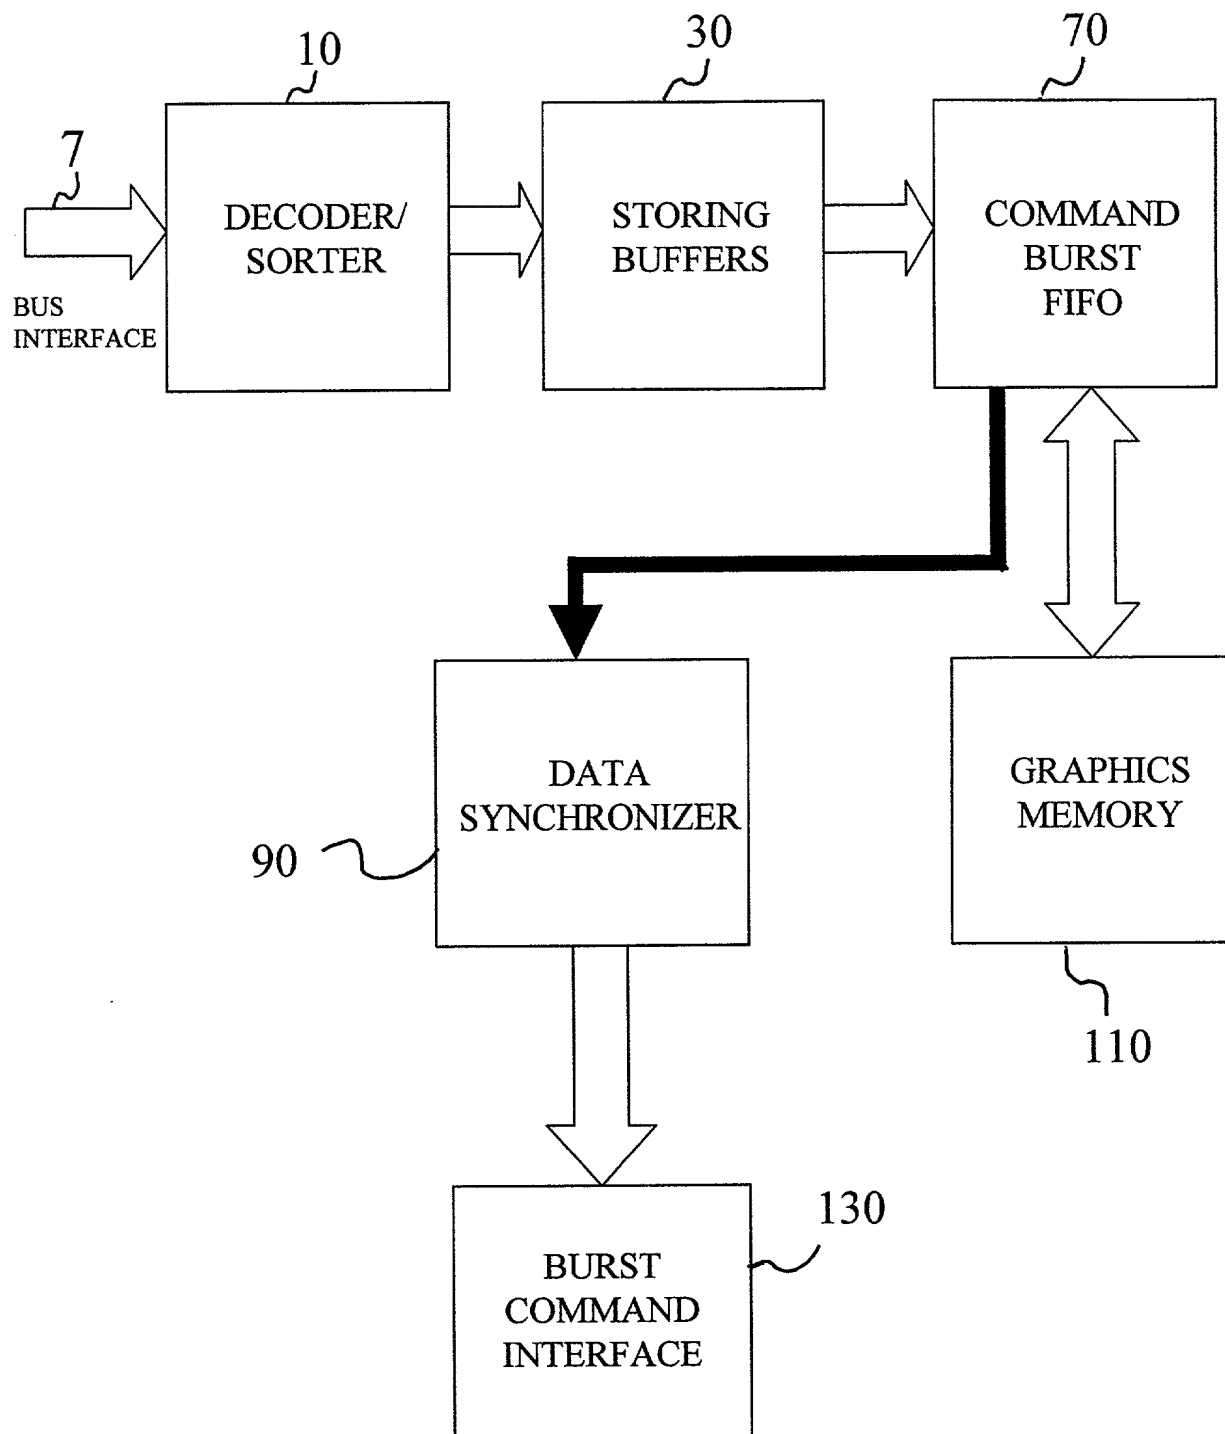 10
30
70
7
DECODER/
SORTER
STORING
BUFFERS
COMMAND
BURST
FIFO
BUS
INTERFACE
DATA
SYNCHRONIZER
GRAPHICS
MEMORY
90
110
130
BURST
COMMAND
INTERFACE